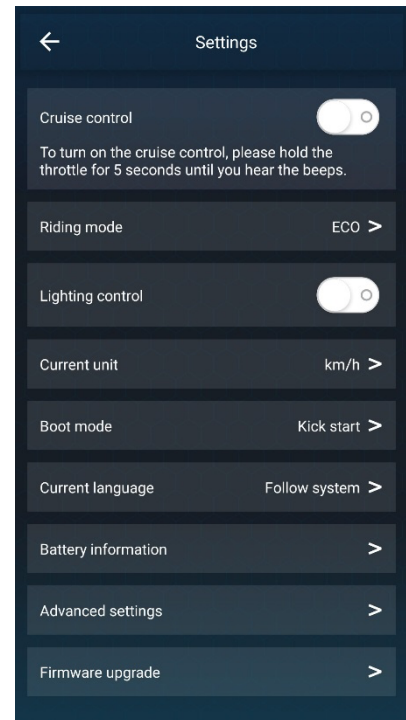 Settings
Cruise control
To turn on the cruise control, please hold the
throttle for 5 seconds until you hear the beeps.
Riding mode ECO >
Lighting control
Current unit km/h >
Boot mode Kick start >
Current language Follow system >
Battery information >
Advanced settings >
Firmware upgrade >